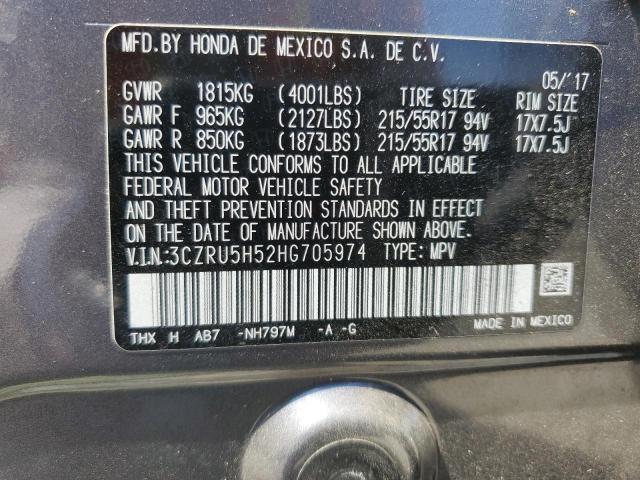 MFD.BY HONDA DE MEXICO S.A. DE C.V.
05/'17
GVWR 1815KG (4001LBS) TIRE SIZE RIM SIZE
GAWR F 965KG (2127LBS) 215/55R17 94V 17X7.5J
GAWR R 850KG (1873LBS) 215/55R17 94V 17X7.5J
THIS VEHICLE CONFORMS TO ALL APPLICABLE
FEDERAL MOTOR VEHICLE SAFETY
AND THEFT PREVENTION STANDARDS IN EFFECT
ON THE DATE OF MANUFACTURE SHOWN ABOVE.
V.I.N.:3CZRU5H52HG705974 TYPE: MPV
THX H AB7 -NH797M -A -G MADE IN MEXICO